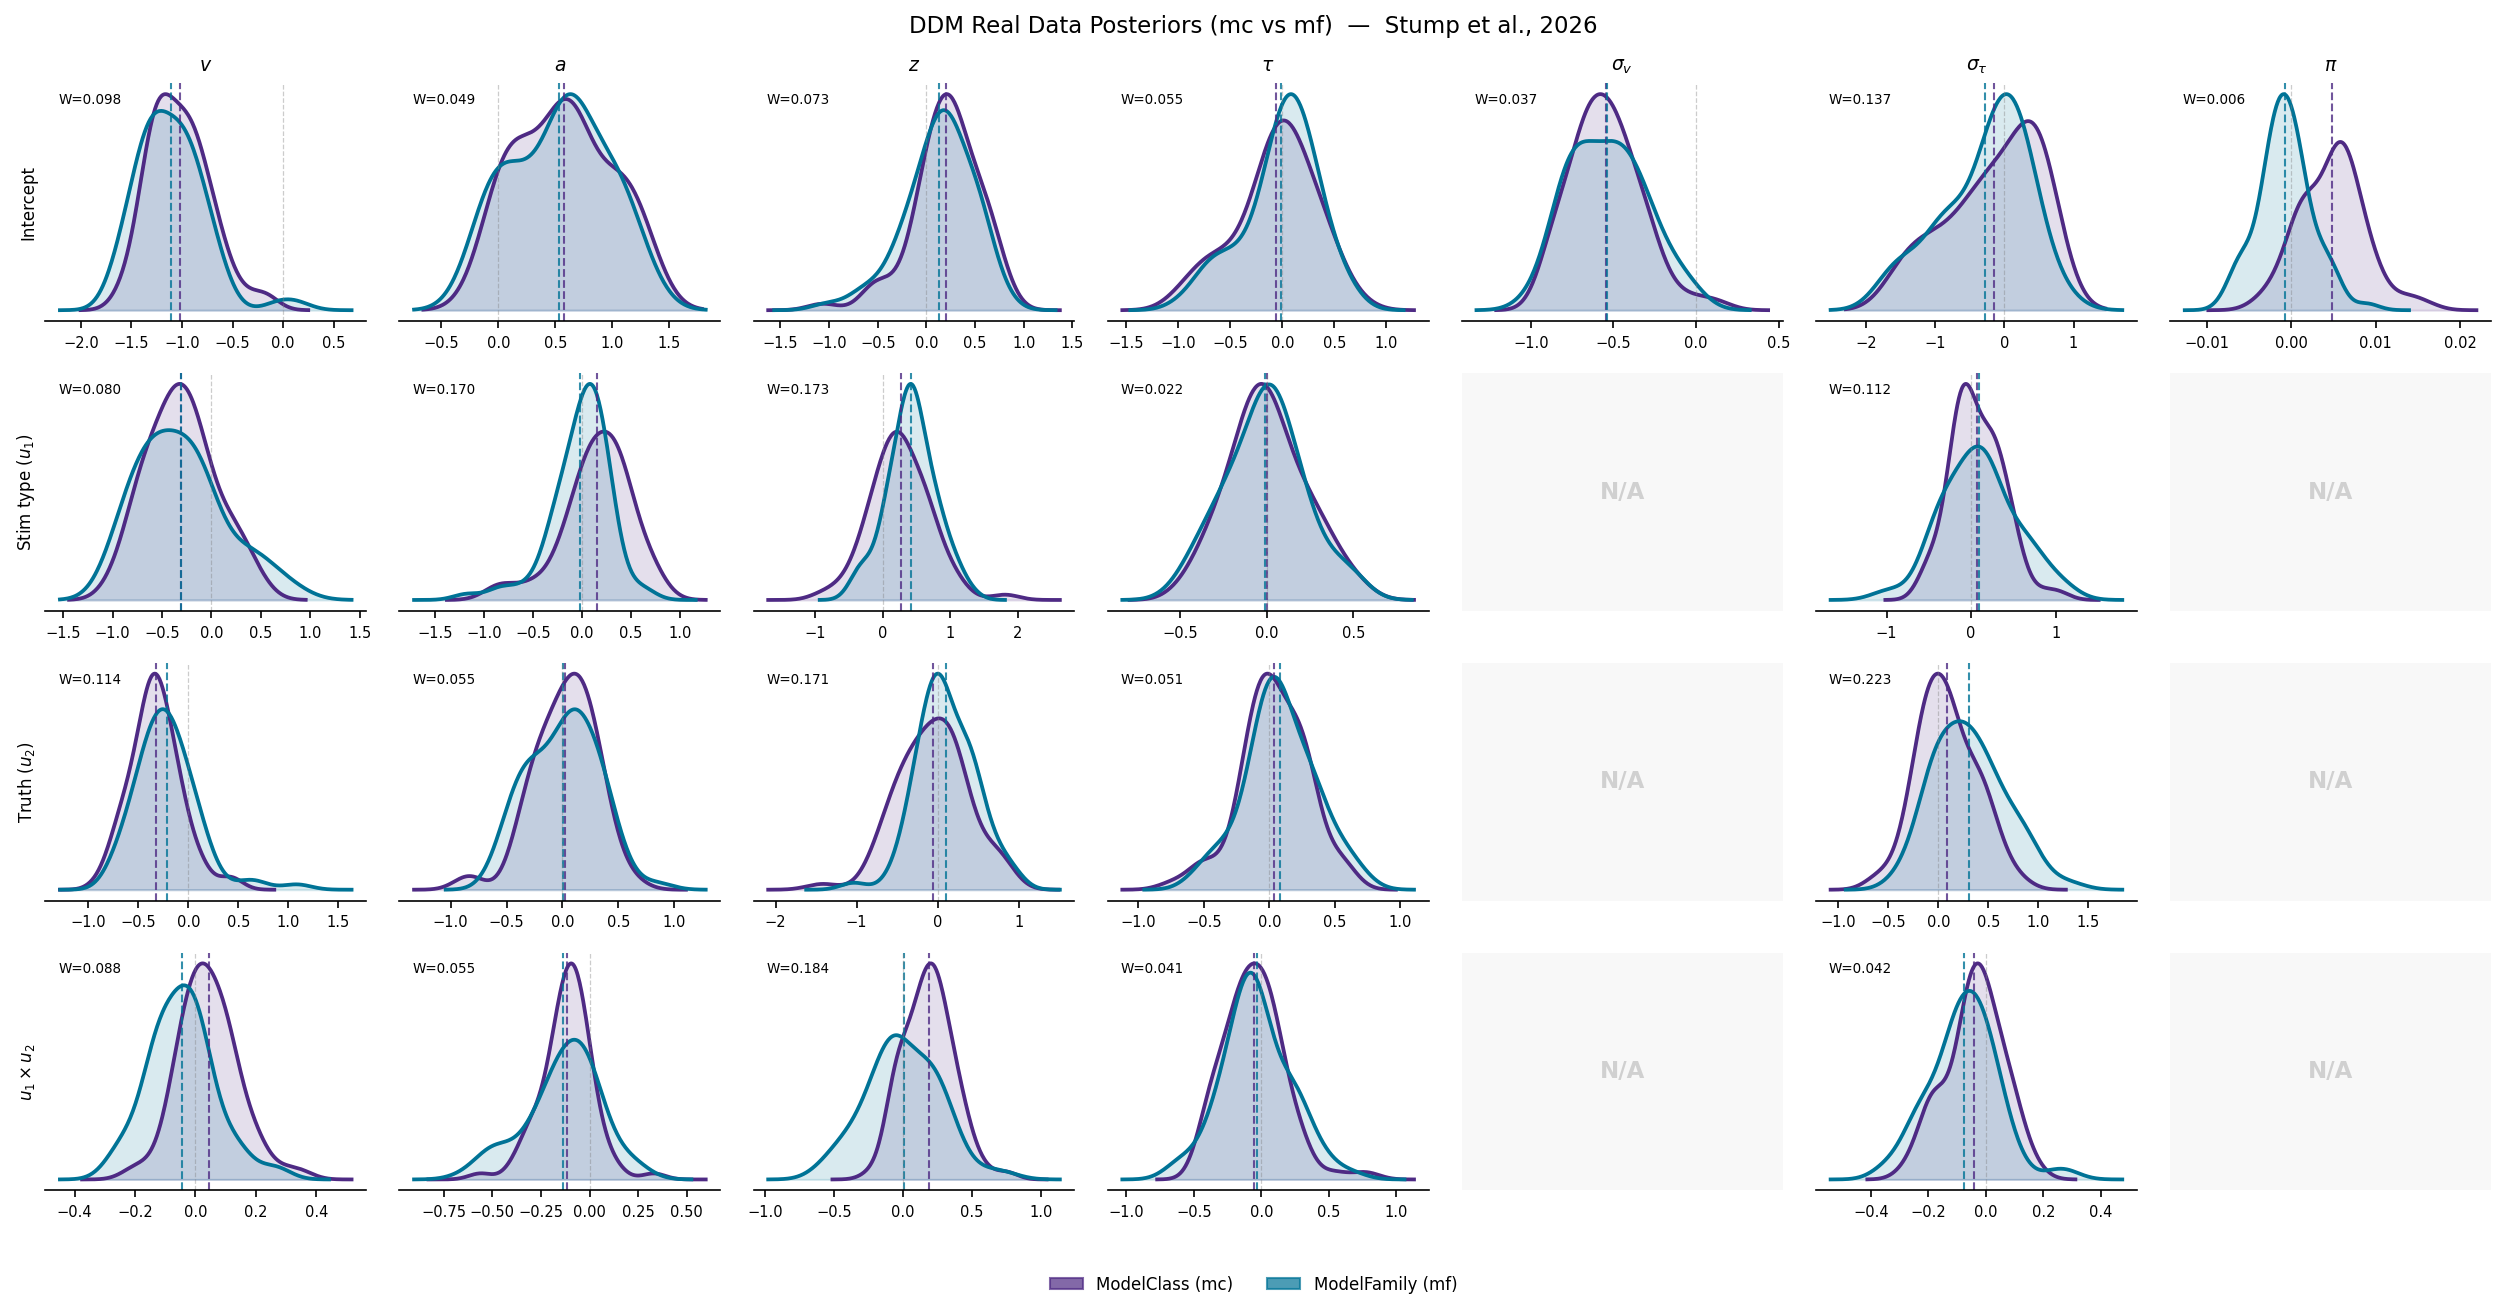 DDM Real Data Posteriors (mc vs mf) — Stump et al., 2026
v a z τ σv στ π
Intercept
W=0.098 W=0.049 W=0.073 W=0.055 W=0.037 W=0.137 W=0.006
−2.0 −1.5 −1.0 −0.5 0.0 0.5 −0.5 0.0 0.5 1.0 1.5 −1.5 −1.0 −0.5 0.0 0.5 1.0 1.5 −1.5 −1.0 −0.5 0.0 0.5 1.0 −1.0 −0.5 0.0 0.5 −2 −1 0 1 −0.01 0.00 0.01 0.02
Stim type (u1)
W=0.080 W=0.170 W=0.173 W=0.022 W=0.112
N/A N/A
−1.5 −1.0 −0.5 0.0 0.5 1.0 1.5 −1.5 −1.0 −0.5 0.0 0.5 1.0 −1 0 1 2 −0.5 0.0 0.5 −1 0 1
Truth (u2)
W=0.114 W=0.055 W=0.171 W=0.051 W=0.223
N/A N/A
−1.0 −0.5 0.0 0.5 1.0 1.5 −1.0 −0.5 0.0 0.5 1.0 −2 −1 0 1 −1.0 −0.5 0.0 0.5 1.0 −1.0 −0.5 0.0 0.5 1.0 1.5
u1 × u2
W=0.088 W=0.055 W=0.184 W=0.041 W=0.042
N/A N/A
−0.4 −0.2 0.0 0.2 0.4 −0.75 −0.50 −0.25 0.00 0.25 0.50 −1.0 −0.5 0.0 0.5 1.0 −1.0 −0.5 0.0 0.5 1.0 −0.4 −0.2 0.0 0.2 0.4
ModelClass (mc) ModelFamily (mf)